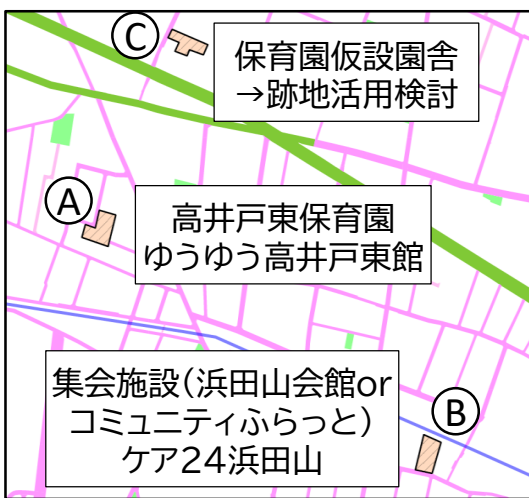 C
保育園仮設園舎
→跡地活用検討
A
高井戸東保育園
ゆうゆう高井戸東館
集会施設(浜田山会館or
コミュニティふらっと)
ケア24浜田山
B